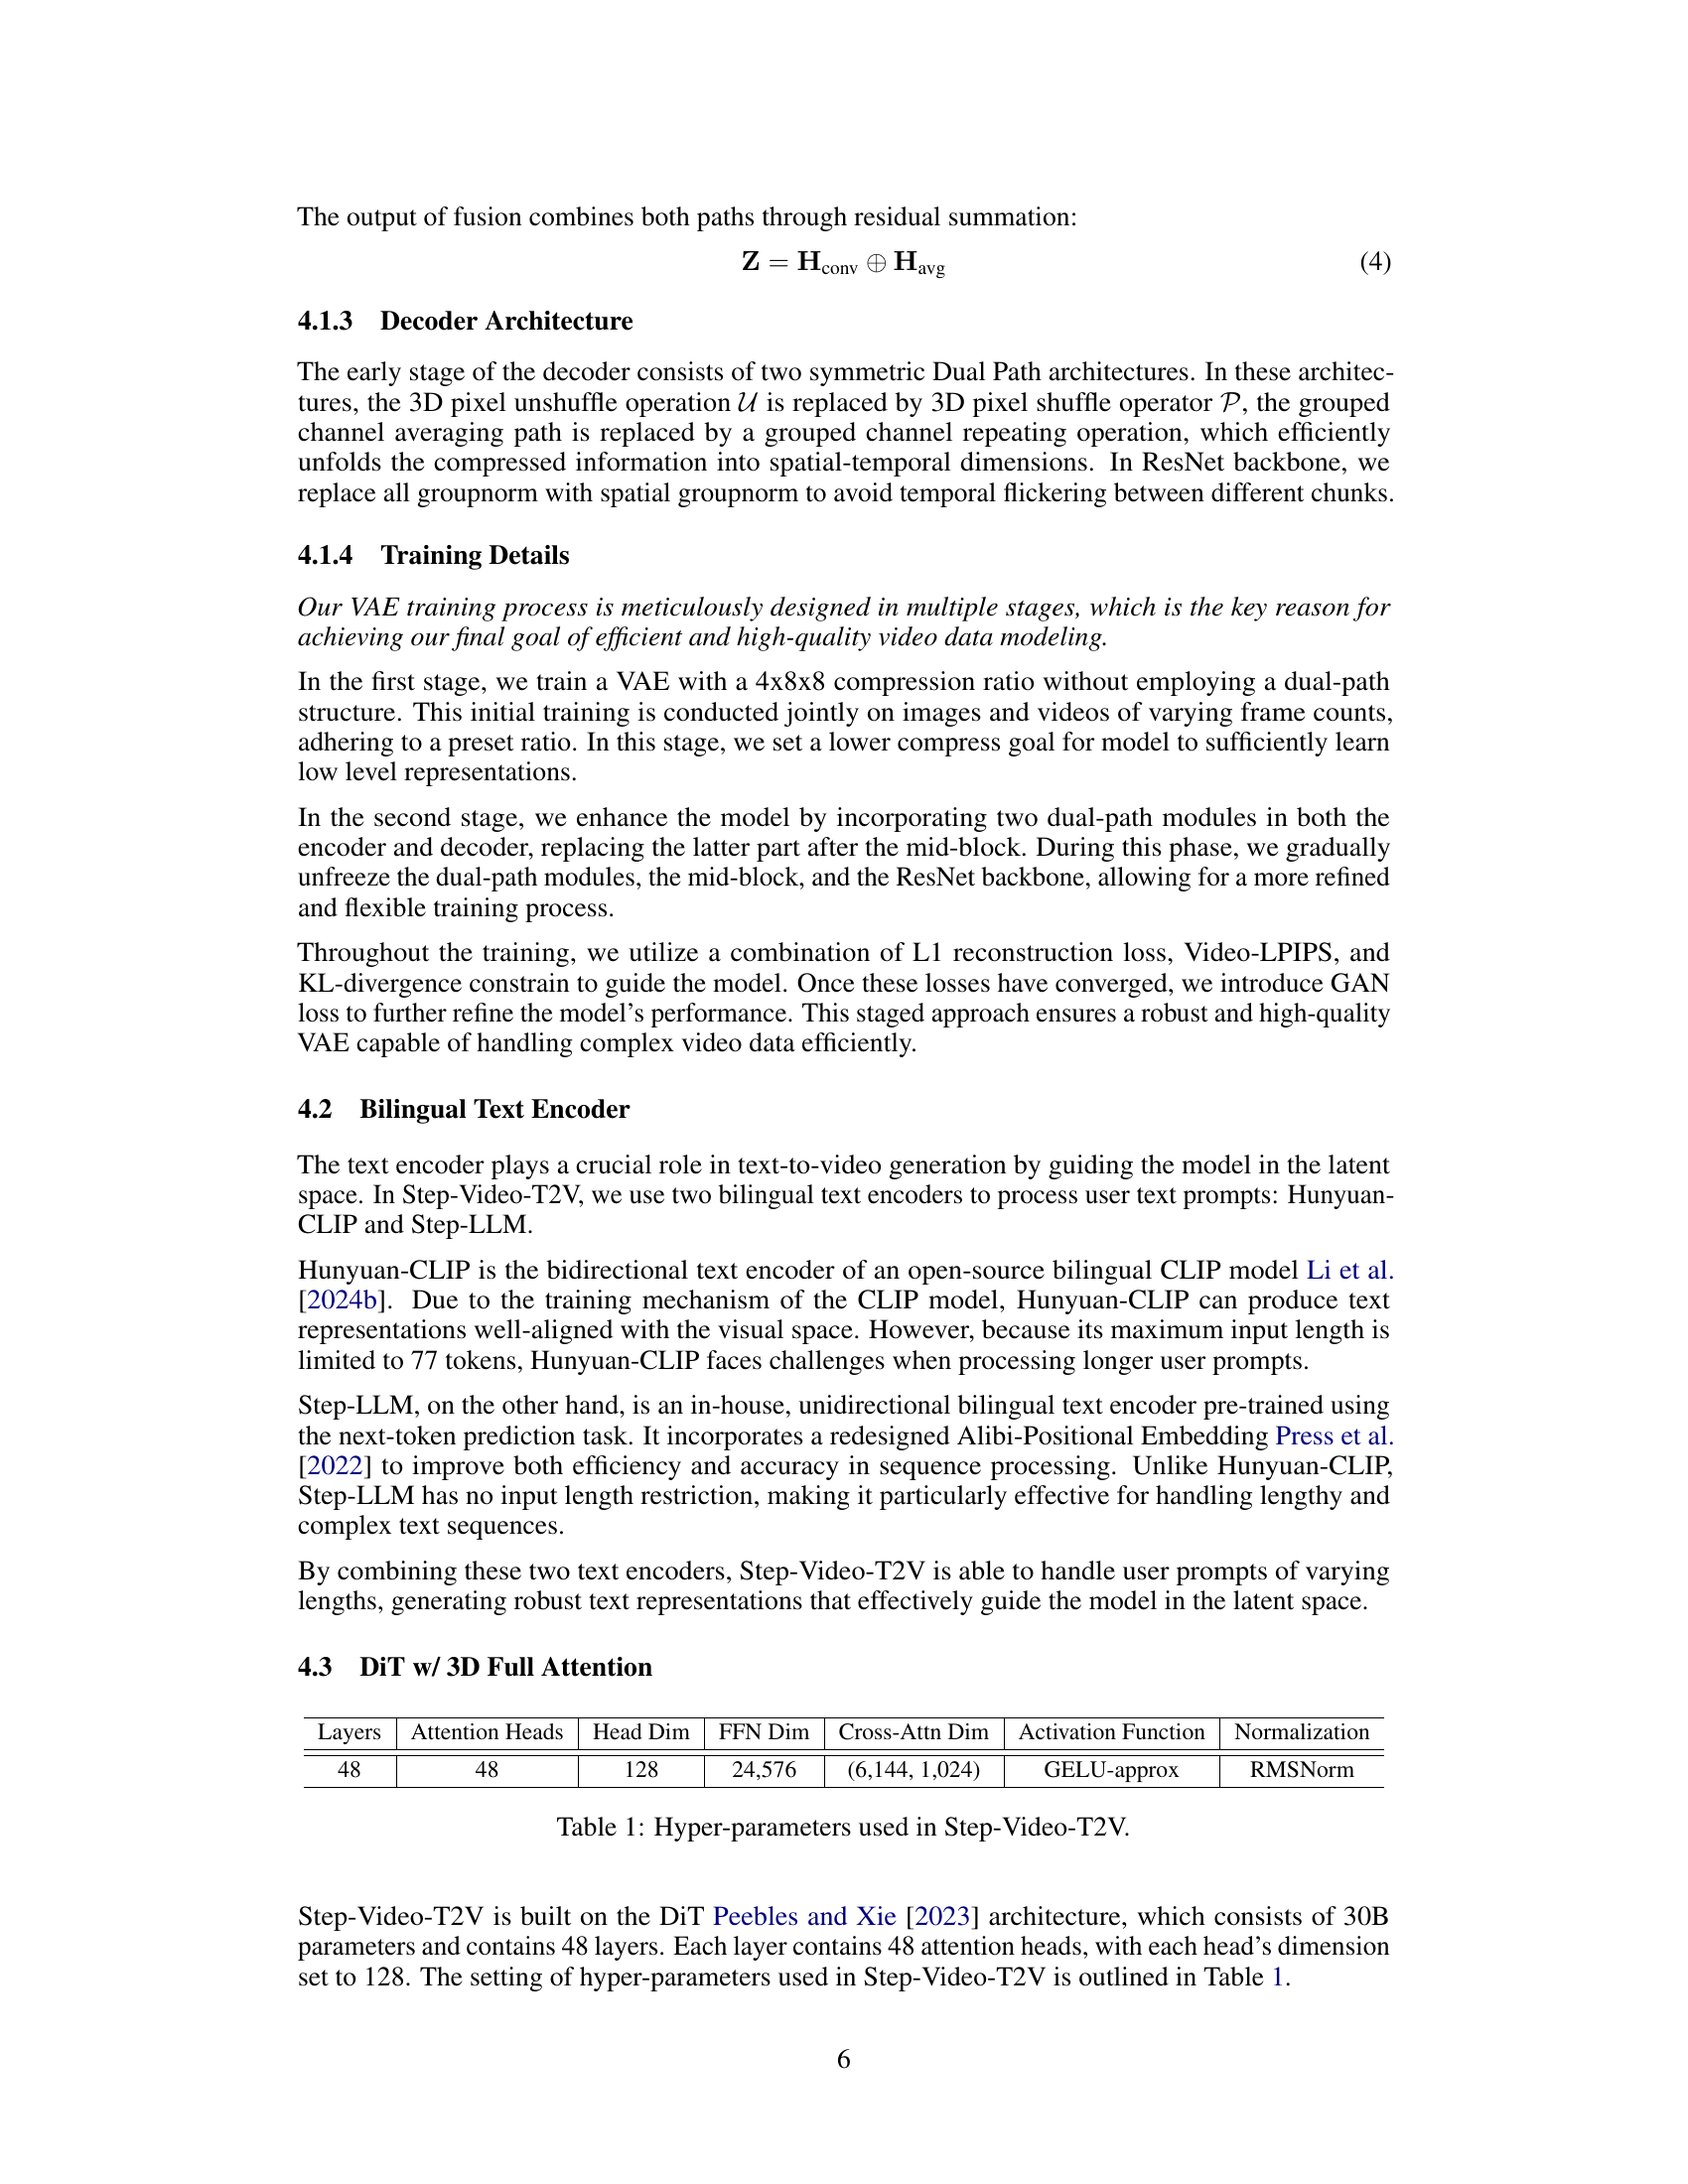 The output of fusion combines both paths through residual summation:
Z = H_conv ⊕ H_avg (4)
4.1.3 Decoder Architecture
The early stage of the decoder consists of two symmetric Dual Path architectures. In these architec-
tures, the 3D pixel unshuffle operation 𝒰 is replaced by 3D pixel shuffle operator 𝒫, the grouped
channel averaging path is replaced by a grouped channel repeating operation, which efficiently
unfolds the compressed information into spatial-temporal dimensions. In ResNet backbone, we
replace all groupnorm with spatial groupnorm to avoid temporal flickering between different chunks.
4.1.4 Training Details
Our VAE training process is meticulously designed in multiple stages, which is the key reason for
achieving our final goal of efficient and high-quality video data modeling.
In the first stage, we train a VAE with a 4x8x8 compression ratio without employing a dual-path
structure. This initial training is conducted jointly on images and videos of varying frame counts,
adhering to a preset ratio. In this stage, we set a lower compress goal for model to sufficiently learn
low level representations.
In the second stage, we enhance the model by incorporating two dual-path modules in both the
encoder and decoder, replacing the latter part after the mid-block. During this phase, we gradually
unfreeze the dual-path modules, the mid-block, and the ResNet backbone, allowing for a more refined
and flexible training process.
Throughout the training, we utilize a combination of L1 reconstruction loss, Video-LPIPS, and
KL-divergence constrain to guide the model. Once these losses have converged, we introduce GAN
loss to further refine the model's performance. This staged approach ensures a robust and high-quality
VAE capable of handling complex video data efficiently.
4.2 Bilingual Text Encoder
The text encoder plays a crucial role in text-to-video generation by guiding the model in the latent
space. In Step-Video-T2V, we use two bilingual text encoders to process user text prompts: Hunyuan-
CLIP and Step-LLM.
Hunyuan-CLIP is the bidirectional text encoder of an open-source bilingual CLIP model Li et al.
[2024b]. Due to the training mechanism of the CLIP model, Hunyuan-CLIP can produce text
representations well-aligned with the visual space. However, because its maximum input length is
limited to 77 tokens, Hunyuan-CLIP faces challenges when processing longer user prompts.
Step-LLM, on the other hand, is an in-house, unidirectional bilingual text encoder pre-trained using
the next-token prediction task. It incorporates a redesigned Alibi-Positional Embedding Press et al.
[2022] to improve both efficiency and accuracy in sequence processing. Unlike Hunyuan-CLIP,
Step-LLM has no input length restriction, making it particularly effective for handling lengthy and
complex text sequences.
By combining these two text encoders, Step-Video-T2V is able to handle user prompts of varying
lengths, generating robust text representations that effectively guide the model in the latent space.
4.3 DiT w/ 3D Full Attention
Layers Attention Heads Head Dim FFN Dim Cross-Attn Dim Activation Function Normalization
48 48 128 24,576 (6,144, 1,024) GELU-approx RMSNorm
Table 1: Hyper-parameters used in Step-Video-T2V.
Step-Video-T2V is built on the DiT Peebles and Xie [2023] architecture, which consists of 30B
parameters and contains 48 layers. Each layer contains 48 attention heads, with each head's dimension
set to 128. The setting of hyper-parameters used in Step-Video-T2V is outlined in Table 1.
6